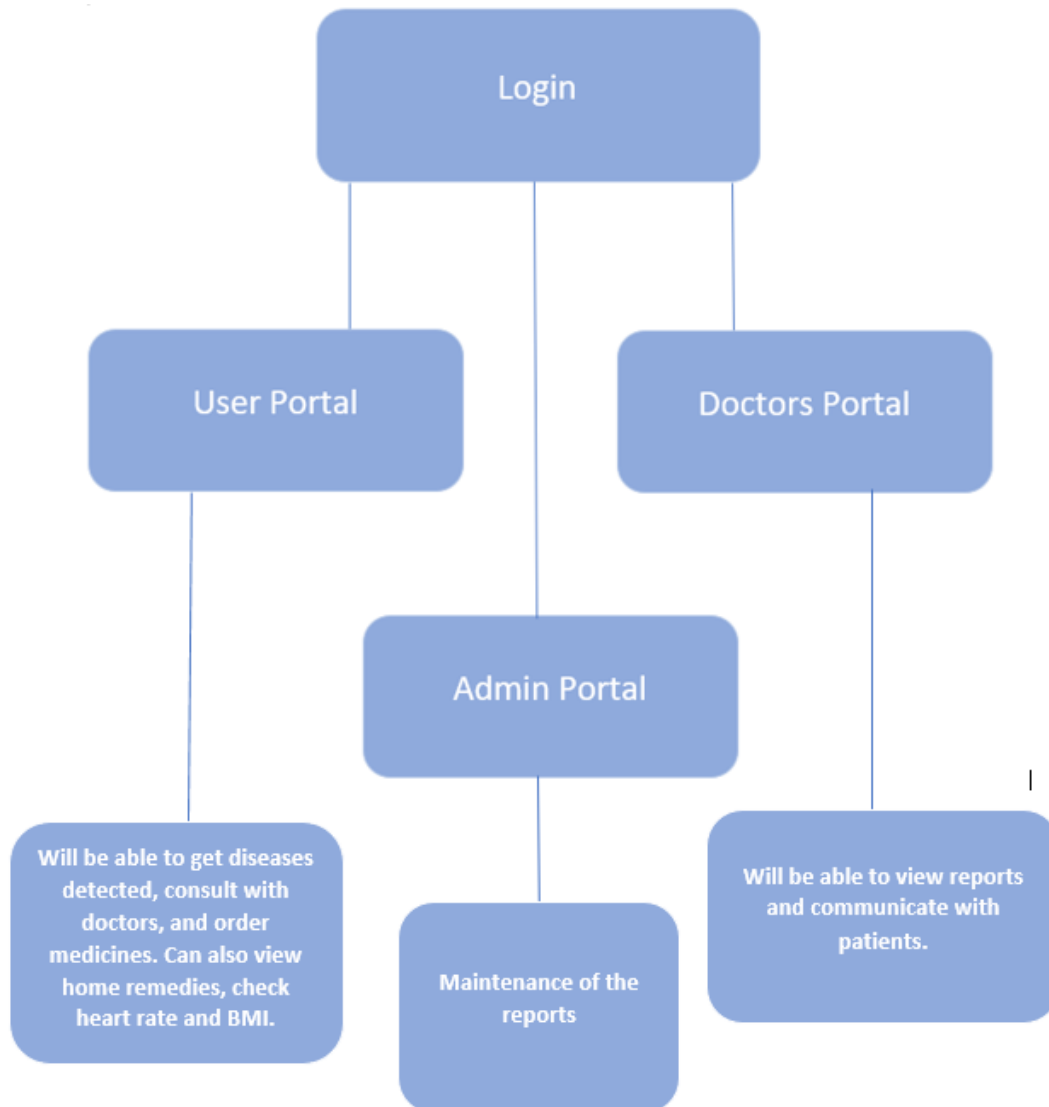 Login
User Portal
Doctors Portal
Admin Portal
Will be able to get diseases
detected, consult with
doctors, and order
medicines. Can also view
home remedies, check
heart rate and BMI.
Maintenance of the
reports
Will be able to view reports
and communicate with
patients.